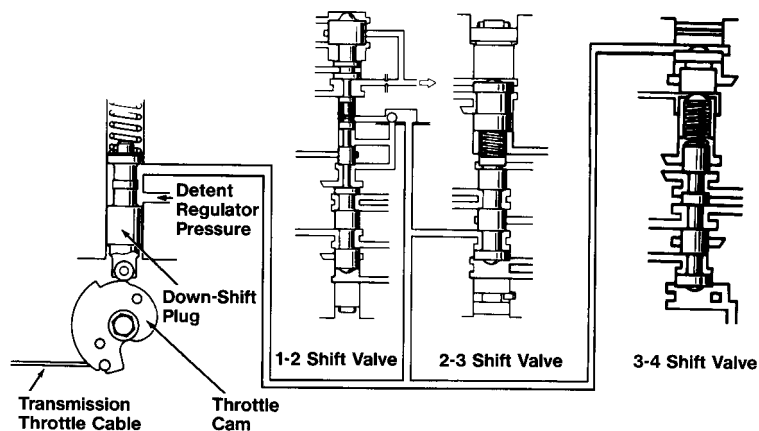 Detent
Regulator
Pressure
Down-Shift
Plug
1-2 Shift Valve
2-3 Shift Valve
3-4 Shift Valve
Transmission
Throttle Cable
Throttle
Cam